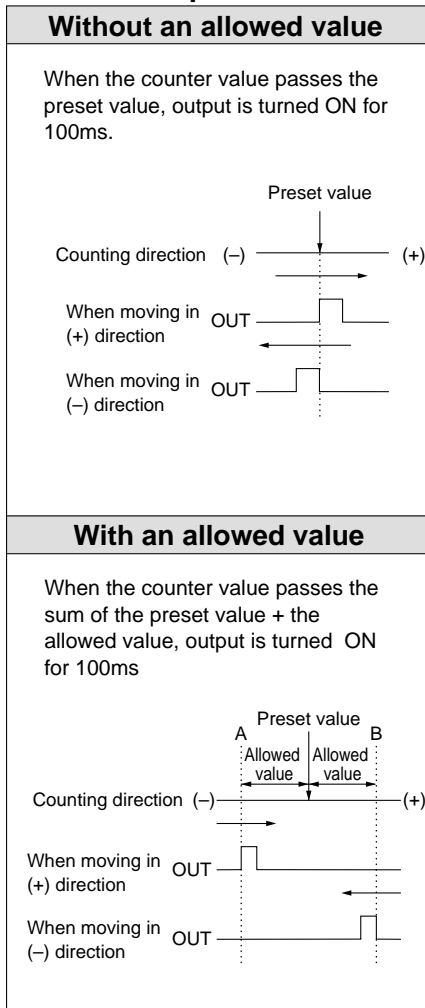 Without an allowed value
When the counter value passes the
preset value, output is turned ON for
100ms.
Preset value
Counting direction (–) (+)
When moving in
(+) direction
OUT
When moving in
(–) direction
OUT
With an allowed value
When the counter value passes the
sum of the preset value + the
allowed value, output is turned ON
for 100ms
Preset value
A B
Allowed Allowed
value value
Counting direction (–) (+)
When moving in
(+) direction
OUT
When moving in
(–) direction
OUT